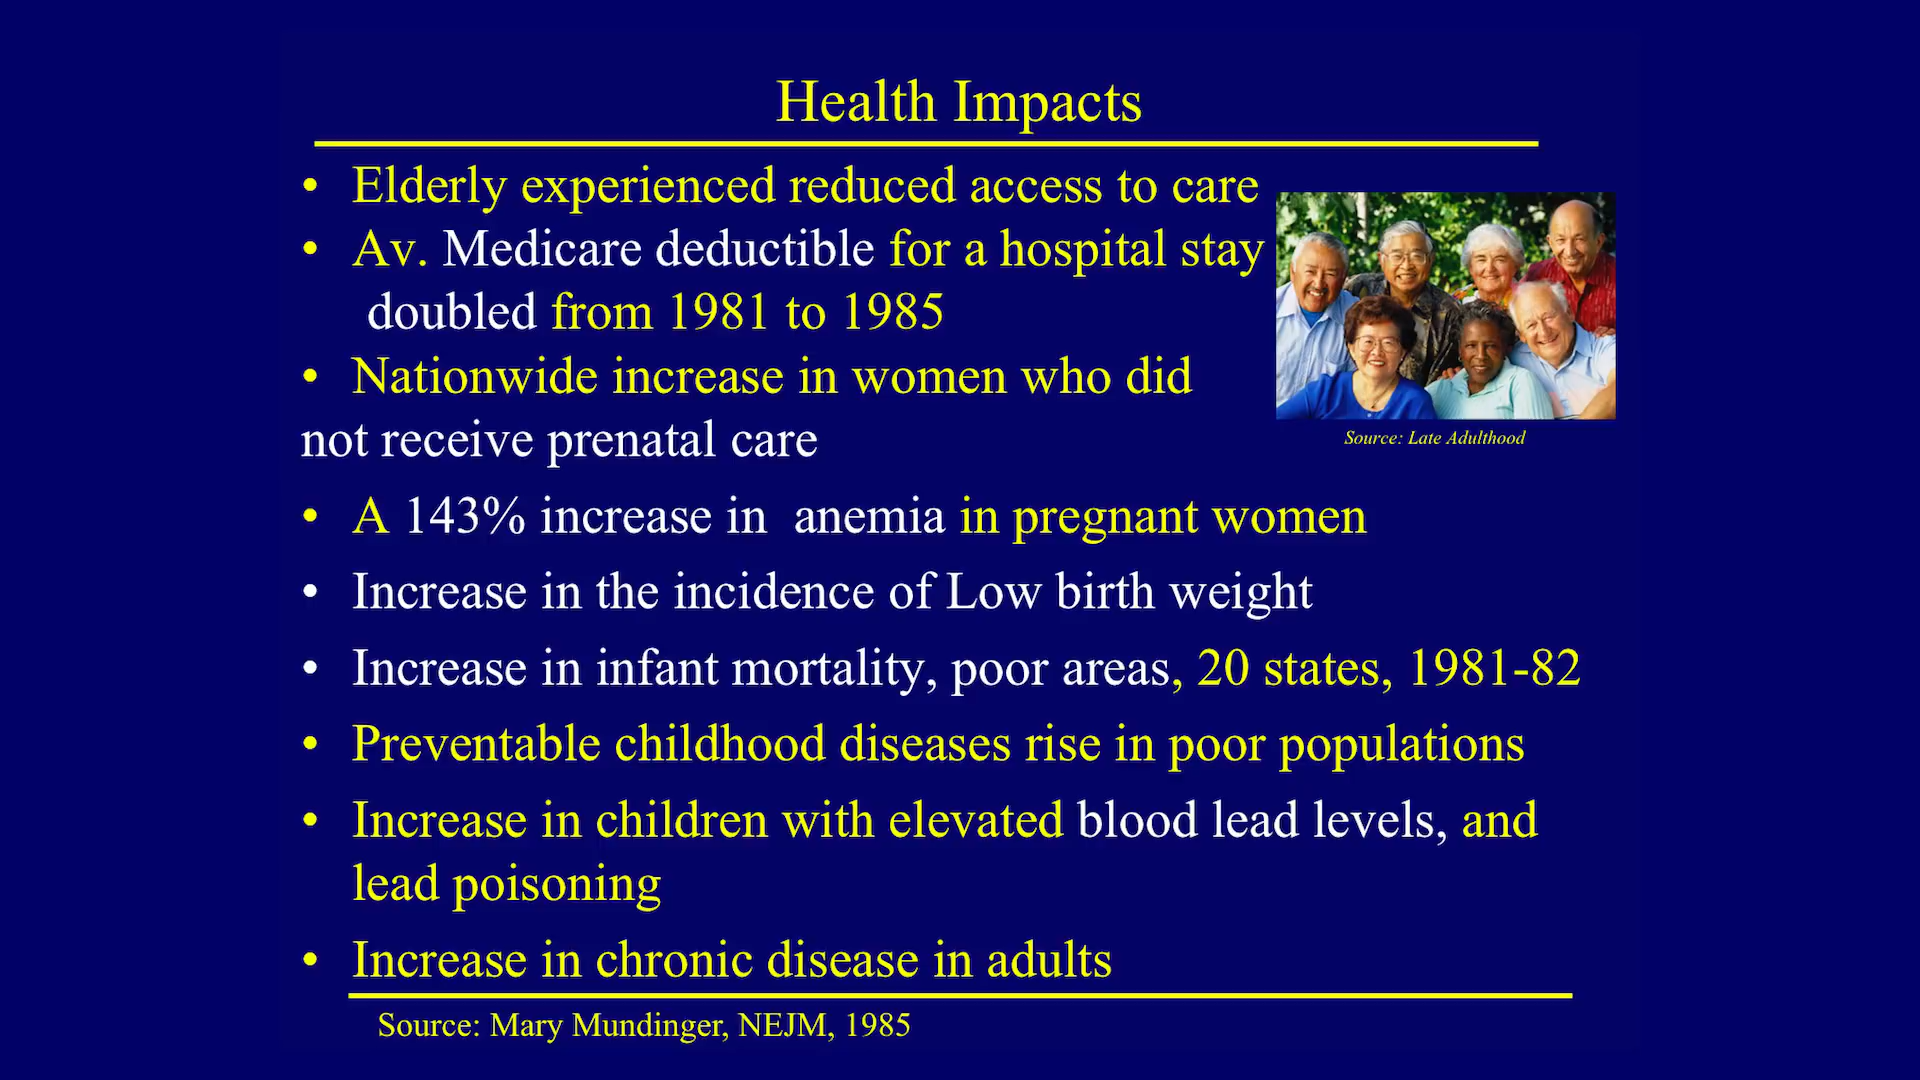 Health Impacts
• Elderly experienced reduced access to care
• Av. Medicare deductible for a hospital stay
doubled from 1981 to 1985
• Nationwide increase in women who did
not receive prenatal care
Source: Late Adulthood
• A 143% increase in  anemia in pregnant women
• Increase in the incidence of Low birth weight
• Increase in infant mortality, poor areas, 20 states, 1981-82
• Preventable childhood diseases rise in poor populations
• Increase in children with elevated blood lead levels, and
lead poisoning
• Increase in chronic disease in adults
Source: Mary Mundinger, NEJM, 1985